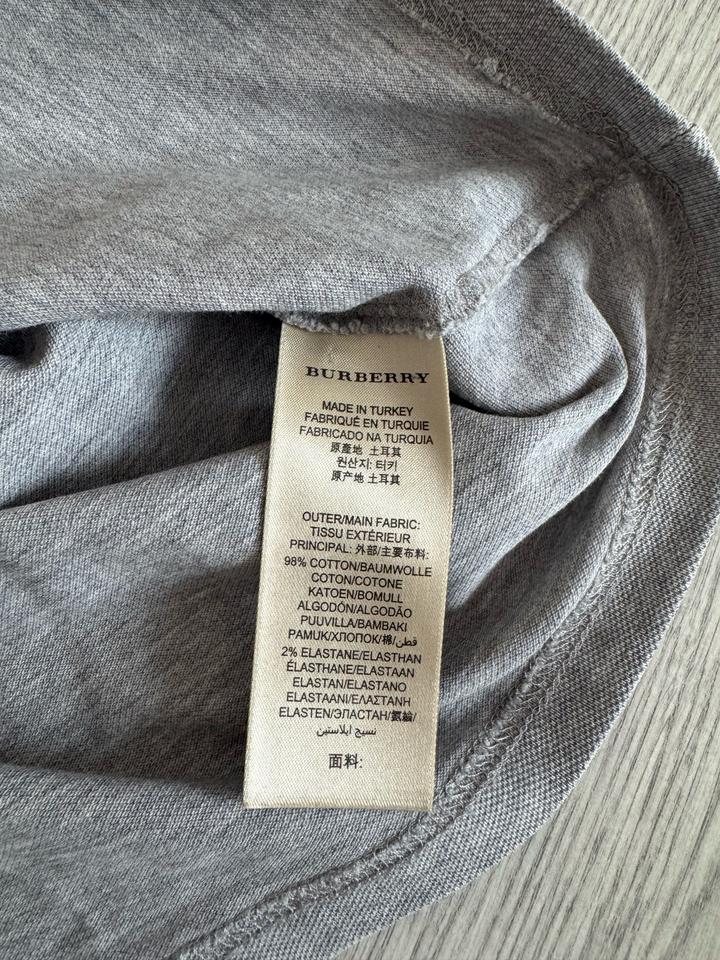 BURBERRY
MADE IN TURKEY
FABRIQUÉ EN TURQUIE
FABRICADO NA TURQUIA
原產地 土耳其
원산지: 터키
原产地 土耳其
OUTER/MAIN FABRIC:
TISSU EXTÉRIEUR
PRINCIPAL: 外部/主要布料:
98% COTTON/BAUMWOLLE
COTON/COTONE
KATOEN/BOMULL
ALGODÓN/ALGODÃO
PUUVILLA/ΒΑΜΒΑΚΙ
PAMUK/ХЛОПОК/棉/قطن
2% ELASTANE/ELASTHAN
ÉLASTHANE/ELASTAAN
ELASTAN/ELASTANO
ELASTAANI/ΕΛΑΣΤΑΝΗ
ELASTEN/ЭЛАСТАН/氨綸/
نسيج ايلاستين
面料: